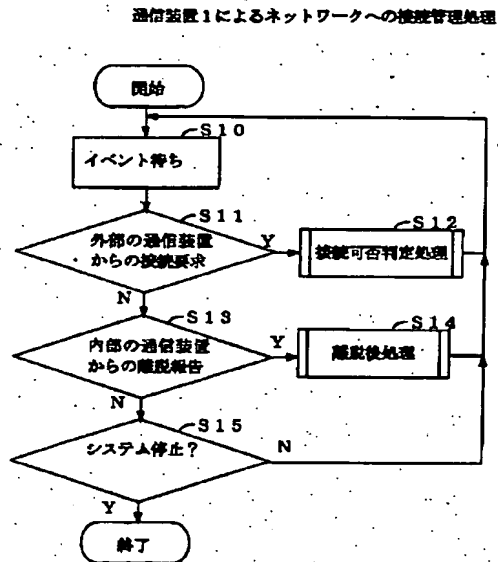 通信装置1によるネットワークへの接続管理処理
開始
S10
イベント待ち
S11
外部の通信装置
からの接続要求
Y
S12
接続可否判定処理
N
S13
内部の通信装置
からの離脱報告
Y
S14
離脱後処理
N
S15
システム停止?
N
Y
終了